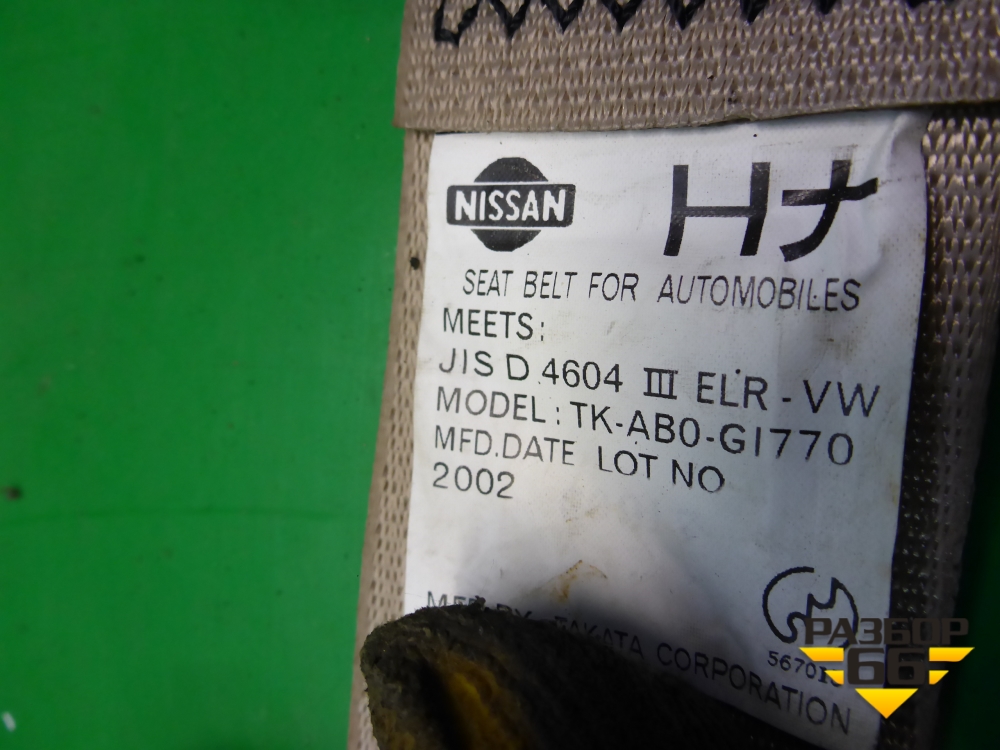 NISSAN Hナ
SEAT BELT FOR AUTOMOBILES
MEETS:
JIS D 4604 III ELR-VW
MODEL: TK-AB0-G1770
MFD.DATE LOT NO
2002
TAKATA CORPORATION
РАЗБОР
66